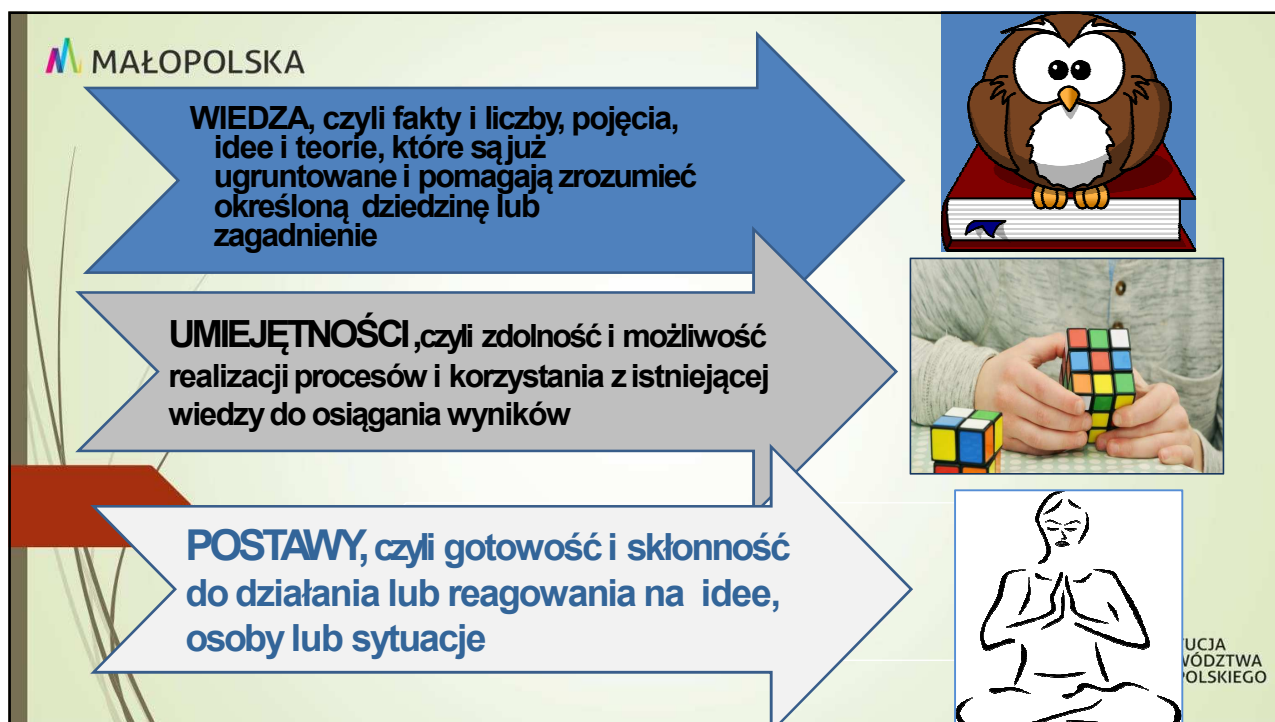 MAŁOPOLSKA
WIEDZA, czyli fakty i liczby, pojęcia,
idee i teorie, które są już
ugruntowane i pomagają zrozumieć
określoną dziedzinę lub
zagadnienie
UMIEJĘTNOŚCI ,czyli zdolność i możliwość
realizacji procesów i korzystania z istniejącej
wiedzy do osiągania wyników
POSTAWY, czyli gotowość i skłonność
do działania lub reagowania na idee,
osoby lub sytuacje